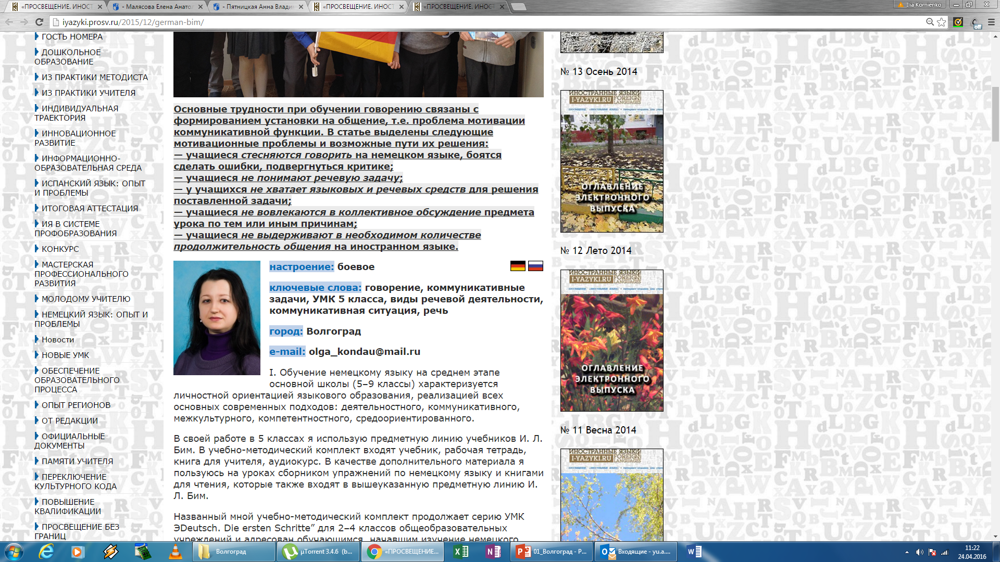 «ПРОСВЕЩЕНИЕ. ИНОСТ
- Малясова Елена Анатол
- Пятницкая Анна Влади
«ПРОСВЕЩЕНИЕ. ИНОСТ
«ПРОСВЕЩЕНИЕ. ИНОСТ
Ilia Kornienko
iyazyki.prosv.ru/2015/12/german-bim/
off
ГОСТЬ НОМЕРА
ДОШКОЛЬНОЕ
ОБРАЗОВАНИЕ
ИЗ ПРАКТИКИ МЕТОДИСТА
ИЗ ПРАКТИКИ УЧИТЕЛЯ
ИНДИВИДУАЛЬНАЯ
ТРАЕКТОРИЯ
ИННОВАЦИОННОЕ
РАЗВИТИЕ
ИНФОРМАЦИОННО-
ОБРАЗОВАТЕЛЬНАЯ СРЕДА
ИСПАНСКИЙ ЯЗЫК: ОПЫТ
И ПРОБЛЕМЫ
ИТОГОВАЯ АТТЕСТАЦИЯ
ИЯ В СИСТЕМЕ
ПРОФОБРАЗОВАНИЯ
КОНКУРС
МАСТЕРСКАЯ
ПРОФЕССИОНАЛЬНОГО
РАЗВИТИЯ
МОЛОДОМУ УЧИТЕЛЮ
НЕМЕЦКИЙ ЯЗЫК: ОПЫТ И
ПРОБЛЕМЫ
Новости
НОВЫЕ УМК
ОБЕСПЕЧЕНИЕ
ОБРАЗОВАТЕЛЬНОГО
ПРОЦЕССА
ОПЫТ РЕГИОНОВ
ОТ РЕДАКЦИИ
ОФИЦИАЛЬНЫЕ
ДОКУМЕНТЫ
ПАМЯТИ УЧИТЕЛЯ
ПЕРЕКЛЮЧЕНИЕ
КУЛЬТУРНОГО КОДА
ПОВЫШЕНИЕ
КВАЛИФИКАЦИИ
ПРОСВЕЩЕНИЕ БЕЗ
ГРАНИЦ
Основные трудности при обучении говорению связаны с
формированием установки на общение, т.е. проблема мотивации
коммуникативной функции. В статье выделены следующие
мотивационные проблемы и возможные пути их решения:
— учащиеся стесняются говорить на немецком языке, боятся
сделать ошибки, подвергнуться критике;
— учащиеся не понимают речевую задачу;
— у учащихся не хватает языковых и речевых средств для решения
поставленной задачи;
— учащиеся не вовлекаются в коллективное обсуждение предмета
урока по тем или иным причинам;
— учащиеся не выдерживают в необходимом количестве
продолжительность общения на иностранном языке.
настроение: боевое
ключевые слова: говорение, коммуникативные
задачи, УМК 5 класса, виды речевой деятельности,
коммуникативная ситуация, речь
город: Волгоград
e-mail: olga_kondau@mail.ru
I. Обучение немецкому языку на среднем этапе
основной школы (5–9 классы) характеризуется
личностной ориентацией языкового образования, реализацией всех
основных современных подходов: деятельностного, коммуникативного,
межкультурного, компетентностного, средоориентированного.
В своей работе в 5 классах я использую предметную линию учебников И. Л.
Бим. В учебно-методический комплект входят учебник, рабочая тетрадь,
книга для учителя, аудиокурс. В качестве дополнительного материала я
пользуюсь на уроках сборником упражнений по немецкому языку и книгами
для чтения, которые также входят в вышеуказанную предметную линию И.
Л. Бим.
Названный мной учебно-методический комплект продолжает серию УМК
ЭDeutsch. Die ersten Schritte” для 2–4 классов общеобразовательных
учреждений и адресован обучающимся, начавшим изучение немецкого
№ 13 Осень 2014
ИНОСТРАННЫЕ ЯЗЫКИ
I-YAZYKI.RU FOREIGN LANGUAGES
ОГЛАВЛЕНИЕ
ЭЛЕКТРОННОГО
ВЫПУСКА
№ 12 Лето 2014
ИНОСТРАННЫЕ ЯЗЫКИ
I-YAZYKI.RU FOREIGN LANGUAGES
ОГЛАВЛЕНИЕ
ЭЛЕКТРОННОГО
ВЫПУСКА
№ 11 Весна 2014
ИНОСТРАННЫЕ ЯЗЫКИ
I-YAZYKI.RU FOREIGN LANGUAGES
Волгоград
µTorrent 3.4.6 (b...
«ПРОСВЕЩЕНИЕ...
01_Волгоград - P...
Входящие - yu.a....
11:22
24.04.2016